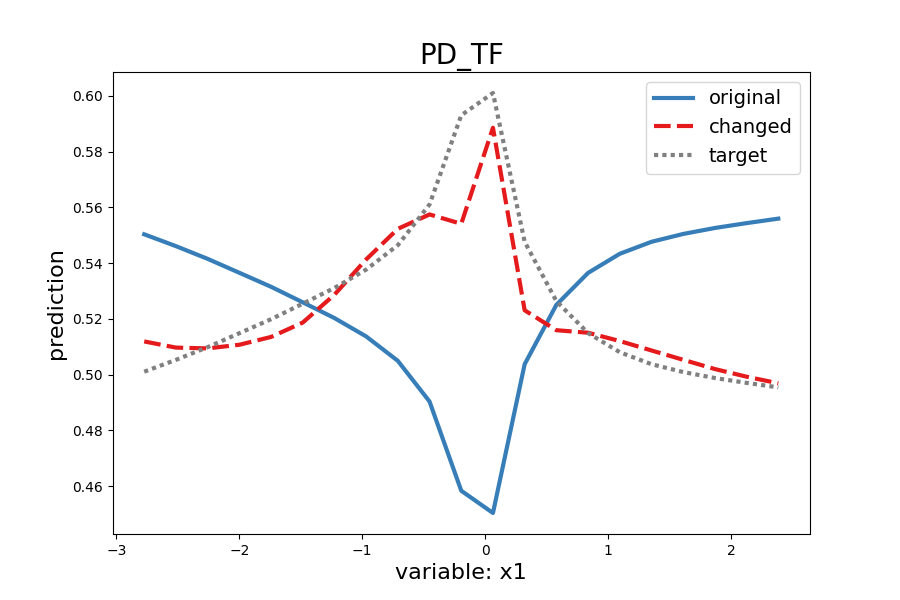 PD_TF
original
changed
target
prediction
0.60
0.58
0.56
0.54
0.52
0.50
0.48
0.46
−3
−2
−1
0
1
2
variable: x1